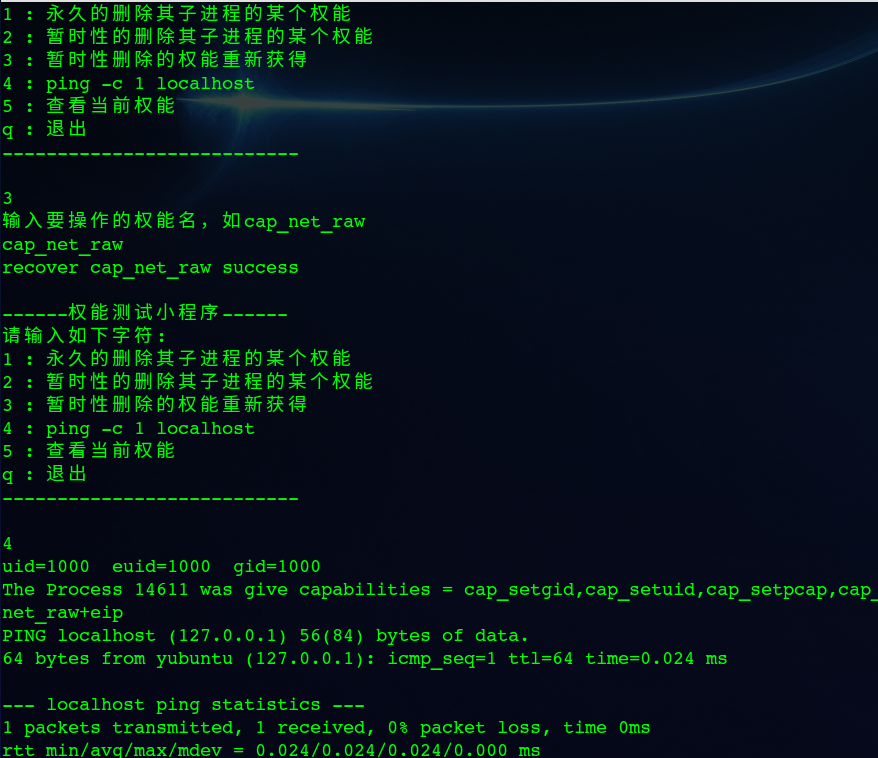 1 : 永久的删除其子进程的某个权能
2 : 暂时性的删除其子进程的某个权能
3 : 暂时性删除的权能重新获得
4 : ping -c 1 localhost
5 : 查看当前权能
q : 退出
---------------------------
3
输入要操作的权能名，如cap_net_raw
cap_net_raw
recover cap_net_raw success
------权能测试小程序------
请输入如下字符：
1 : 永久的删除其子进程的某个权能
2 : 暂时性的删除其子进程的某个权能
3 : 暂时性删除的权能重新获得
4 : ping -c 1 localhost
5 : 查看当前权能
q : 退出
---------------------------
4
uid=1000  euid=1000  gid=1000
The Process 14611 was give capabilities = cap_setgid,cap_setuid,cap_setpcap,cap_
net_raw+eip
PING localhost (127.0.0.1) 56(84) bytes of data.
64 bytes from yubuntu (127.0.0.1): icmp_seq=1 ttl=64 time=0.024 ms
--- localhost ping statistics ---
1 packets transmitted, 1 received, 0% packet loss, time 0ms
rtt min/avg/max/mdev = 0.024/0.024/0.024/0.000 ms